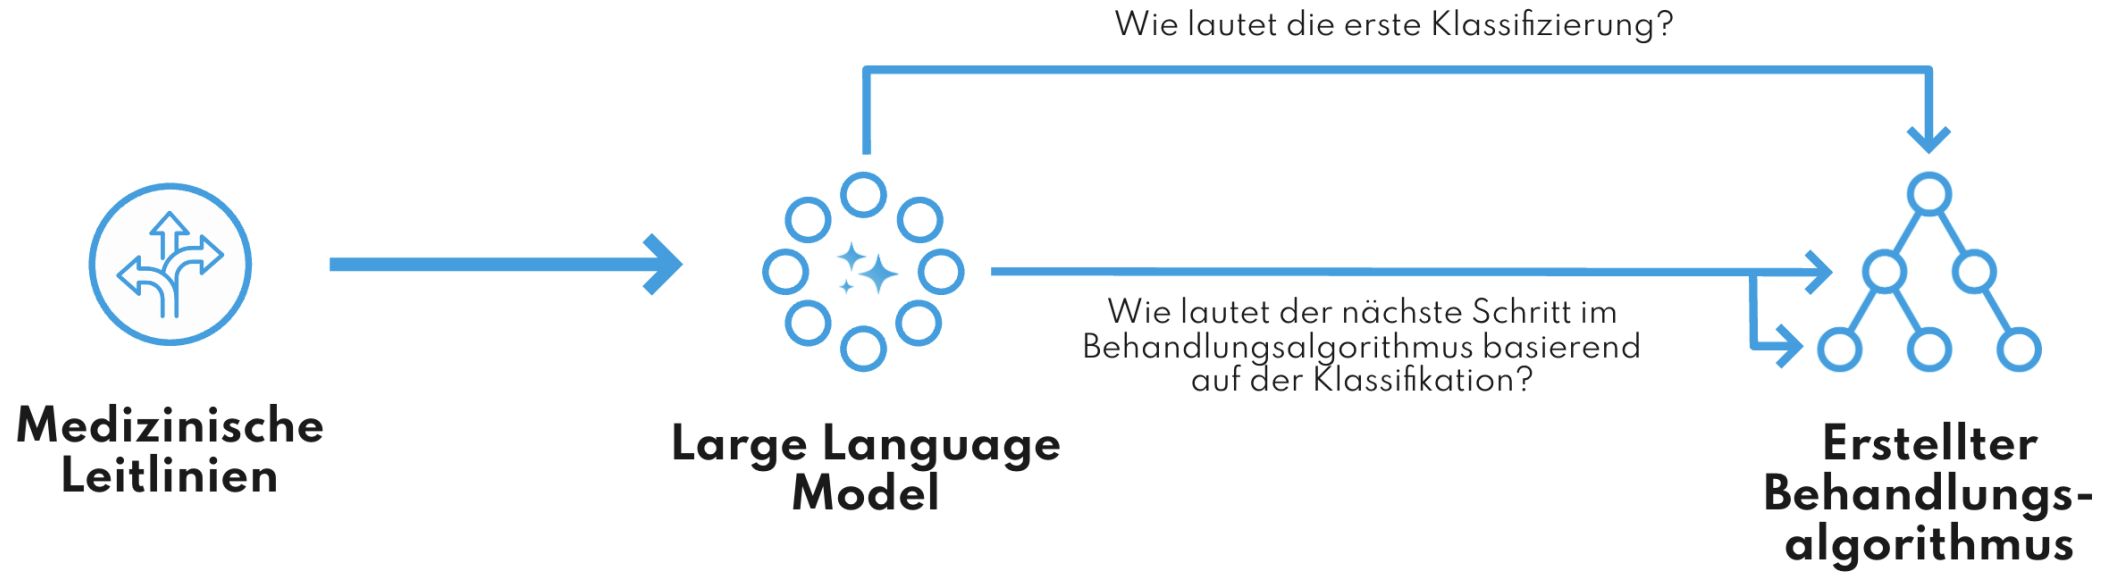 Wie lautet die erste Klassifizierung?
Wie lautet der nächste Schritt im
Behandlungsalgorithmus basierend
auf der Klassifikation?
Medizinische
Leitlinien
Large Language
Model
Erstellter
Behandlungs-
algorithmus